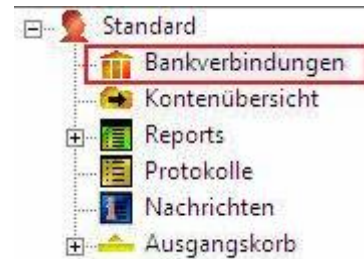 Standard
Bankverbindungen
Kontenübersicht
Reports
Protokolle
Nachrichten
Ausgangskorb